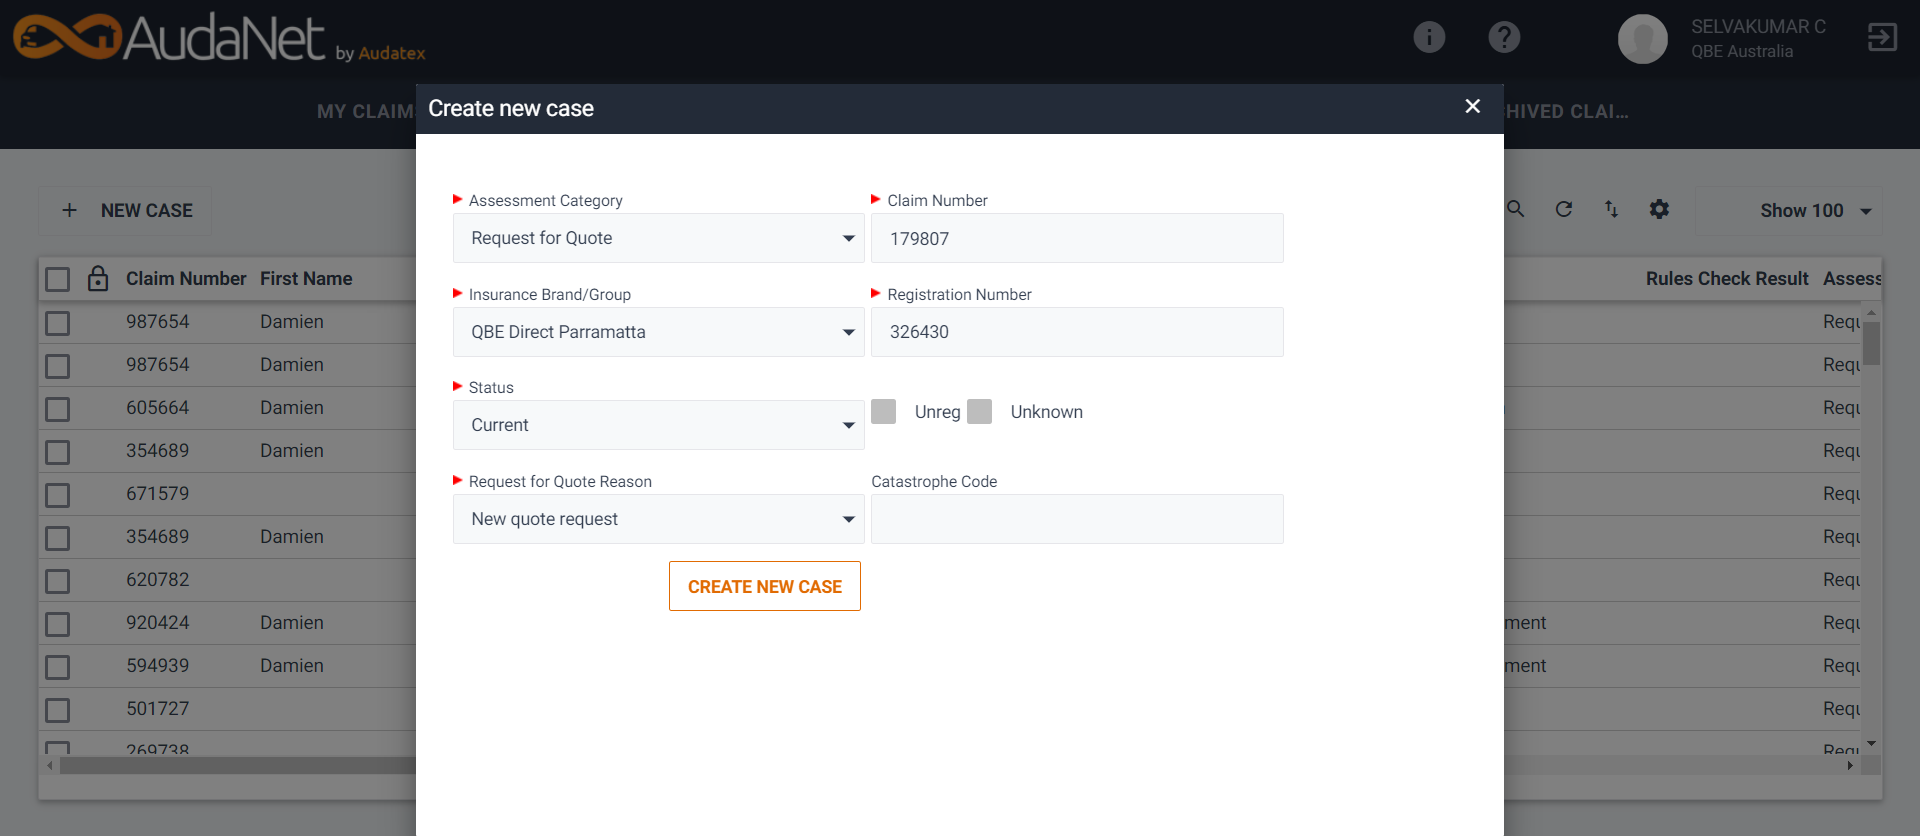 AudaNet by Audatex
SELVAKUMAR C
QBE Australia
MY CLAIM
Create new case
HIVED CLAI...
NEW CASE
Show 100
Assessment Category
Claim Number
Request for Quote
179807
Insurance Brand/Group
Registration Number
QBE Direct Parramatta
326430
Status
Current
Unreg
Unknown
Request for Quote Reason
Catastrophe Code
New quote request
CREATE NEW CASE
Claim Number First Name
Rules Check Result Assess
987654 Damien Requ
987654 Damien Requ
605664 Damien Requ
354689 Damien Requ
671579 Requ
354689 Damien Requ
620782 Requ
920424 Damien ment Requ
594939 Damien ment Requ
501727 Requ
269738 Requ